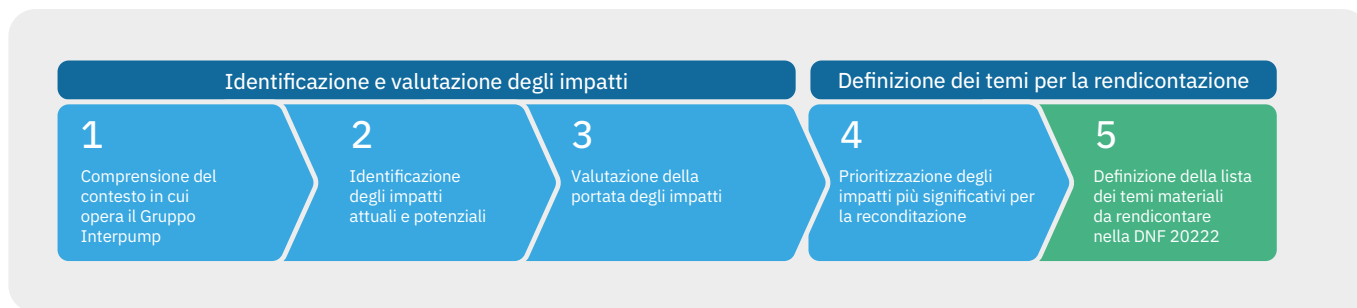 Identificazione e valutazione degli impatti
Definizione dei temi per la rendicontazione
1
Comprensione del
contesto in cui
opera il Gruppo
Interpump
2
Identificazione
degli impatti
attuali e potenziali
3
Valutazione della
portata degli impatti
4
Prioritizzazione degli
impatti più significativi per
la reconditazione
5
Definizione della lista
dei temi materiali
da rendicontare
nella DNF 20222